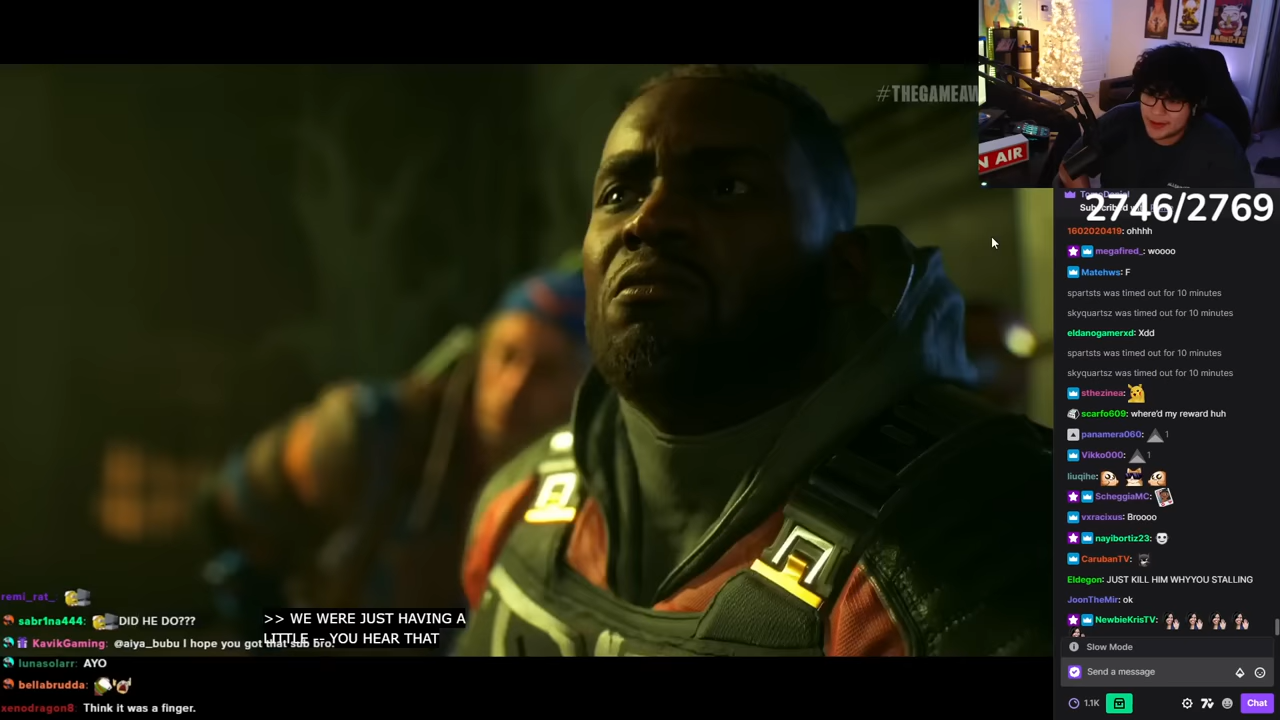 #THEGAMEAW
N AIR
2746/2769
1602020419: ohhhh
megafired_: woooo
Matehws: F
spartsts was timed out for 10 minutes
skyquartsz was timed out for 10 minutes
eldanogamerxd: Xdd
spartsts was timed out for 10 minutes
skyquartsz was timed out for 10 minutes
sthezinea:
scarfo609: where'd my reward huh
panamera060: 1
Vikko000: 1
liuqihe:
ScheggiaMC:
vxracixus: Broooo
nayibortiz23:
CarubanTV:
Eldegon: JUST KILL HIM WHYYOU STALLING
JoonTheMir: ok
NewbieKrisTV:
Slow Mode
Send a message
1.1K
Chat
remi_rat_
sabr1na444: DID HE DO???
KavikGaming: @aiya_bubu I hope you got that sub bro.
lunasolarr: AYO
bellabrudda:
xenodragon8: Think it was a finger.
>> WE WERE JUST HAVING A
LITTLE -- YOU HEAR THAT